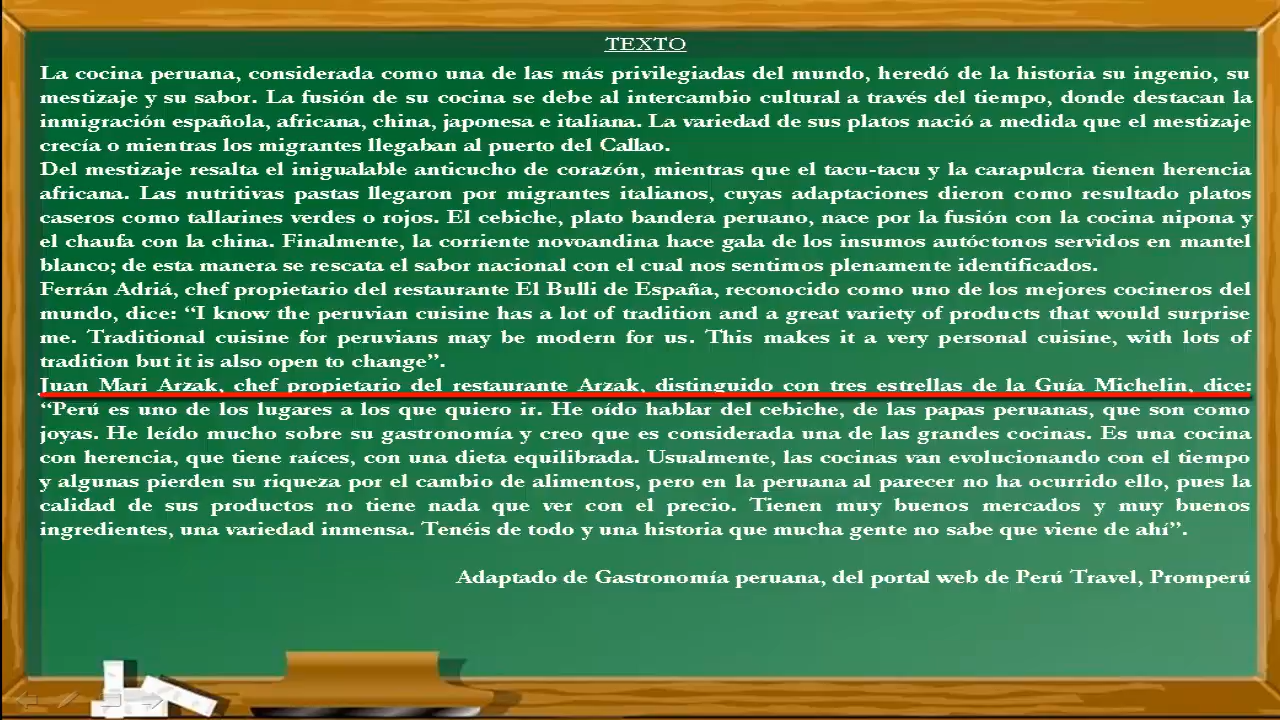 TEXTO
La cocina peruana, considerada como una de las más privilegiadas del mundo, heredó de la historia su ingenio, su
mestizaje y su sabor. La fusión de su cocina se debe al intercambio cultural a través del tiempo, donde destacan la
inmigración española, africana, china, japonesa e italiana. La variedad de sus platos nació a medida que el mestizaje
crecía o mientras los migrantes llegaban al puerto del Callao.
Del mestizaje resalta el inigualable anticucho de corazón, mientras que el tacu-tacu y la carapulcra tienen herencia
africana. Las nutritivas pastas llegaron por migrantes italianos, cuyas adaptaciones dieron como resultado platos
caseros como tallarines verdes o rojos. El cebiche, plato bandera peruano, nace por la fusión con la cocina nipona y
el chaufa con la china. Finalmente, la corriente novoandina hace gala de los insumos autóctonos servidos en mantel
blanco; de esta manera se rescata el sabor nacional con el cual nos sentimos plenamente identificados.
Ferrán Adriá, chef propietario del restaurante El Bulli de España, reconocido como uno de los mejores cocineros del
mundo, dice: “I know the peruvian cuisine has a lot of tradition and a great variety of products that would surprise
me. Traditional cuisine for peruvians may be modern for us. This makes it a very personal cuisine, with lots of
tradition but it is also open to change”.
Juan Mari Arzak, chef propietario del restaurante Arzak, distinguido con tres estrellas de la Guía Michelin, dice:
“Perú es uno de los lugares a los que quiero ir. He oído hablar del cebiche, de las papas peruanas, que son como
joyas. He leído mucho sobre su gastronomía y creo que es considerada una de las grandes cocinas. Es una cocina
con herencia, que tiene raíces, con una dieta equilibrada. Usualmente, las cocinas van evolucionando con el tiempo
y algunas pierden su riqueza por el cambio de alimentos, pero en la peruana al parecer no ha ocurrido ello, pues la
calidad de sus productos no tiene nada que ver con el precio. Tienen muy buenos mercados y muy buenos
ingredientes, una variedad inmensa. Tenéis de todo y una historia que mucha gente no sabe que viene de ahí”.
Adaptado de Gastronomía peruana, del portal web de Perú Travel, Promperú